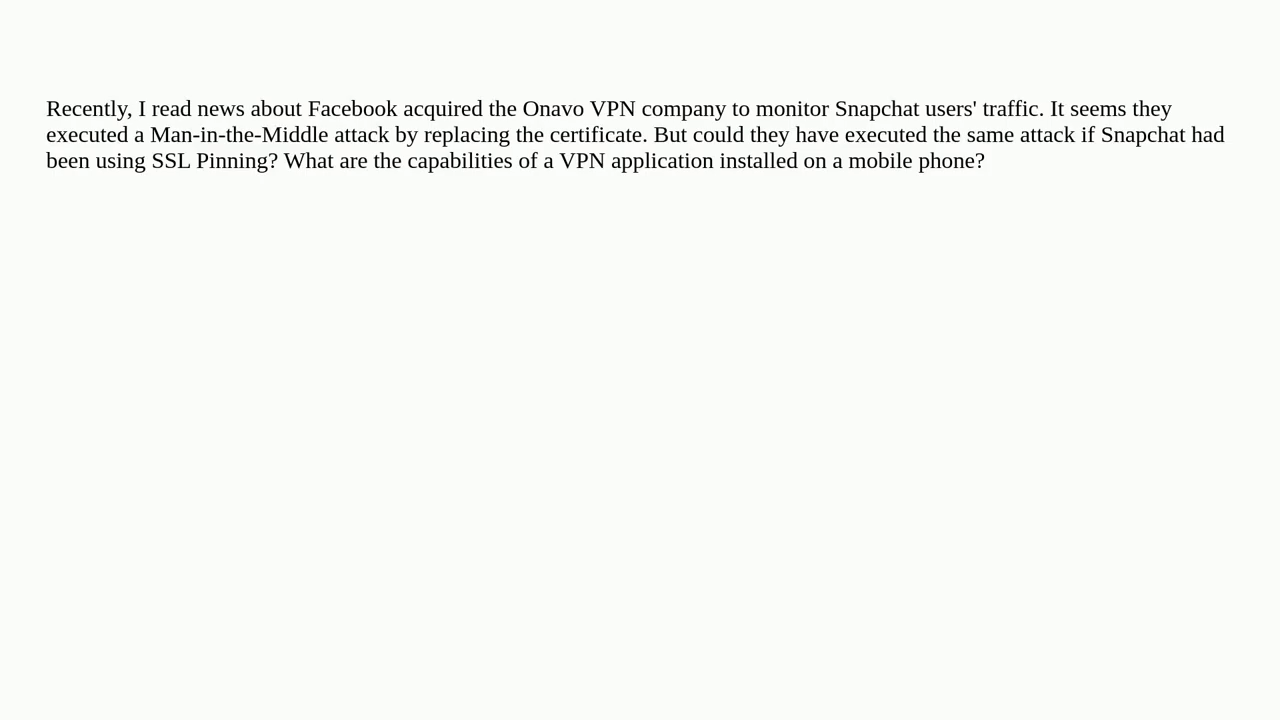 Recently, I read news about Facebook acquired the Onavo VPN company to monitor Snapchat users' traffic. It seems they
executed a Man-in-the-Middle attack by replacing the certificate. But could they have executed the same attack if Snapchat had
been using SSL Pinning? What are the capabilities of a VPN application installed on a mobile phone?